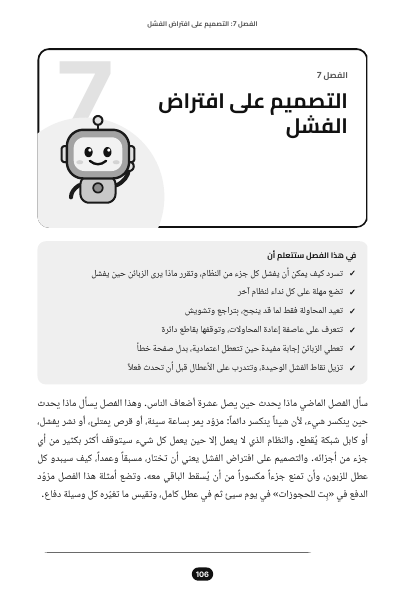 الفصل 7: التصميم على افتراض الفشل
7
الفصل 7
التصميم على افتراض
الفشل
في هذا الفصل ستتعلم أن
✓ تسرد كيف يمكن أن يفشل كل جزء من النظام، وتقرر ماذا يرى الزبائن حين يفشل
✓ تضع مهلة على كل نداء لنظام آخر
✓ تعيد المحاولة فقط لما قد ينجح، بتراجع وتشويش
✓ تتعرف على عاصفة إعادة المحاولات، وتوقفها بقاطع دائرة
✓ تعطي الزبائن إجابة مفيدة حين تتعطل اعتمادية، بدل صفحة خطأ
✓ تزيل نقاط الفشل الوحيدة، وتتدرب على الأعطال قبل أن تحدث فعلاً
سأل الفصل الماضي ماذا يحدث حين يصل عشرة أضعاف الناس. وهذا الفصل يسأل ماذا يحدث
حين ينكسر شيء، لأن شيئاً ينكسر دائماً: مزوّد يمر بساعة سيئة، أو قرص يمتلئ، أو نشر يفشل،
أو كابل شبكة يُقطع. والنظام الذي لا يعمل إلا حين يعمل كل شيء سيتوقف أكثر بكثير من أي
جزء من أجزائه. والتصميم على افتراض الفشل يعني أن تختار، مسبقاً وعمداً، كيف سيبدو كل
عطل للزبون، وأن تمنع جزءاً مكسوراً من أن يُسقط الباقي معه. وتضع أمثلة هذا الفصل مزوّد
الدفع في «بِت للحجوزات» في يوم سيئ ثم في عطل كامل، وتقيس ما تغيّره كل وسيلة دفاع.
106